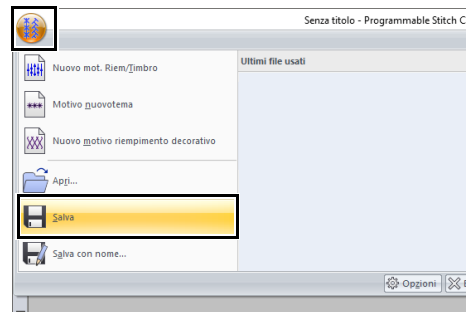 Senza titolo - Programmable Stitch C
Ultimi file usati
Nuovo mot. Riem/Timbro
Motivo nuovotema
Nuovo motivo riempimento decorativo
Apri...
Salva
Salva con nome...
Opzioni